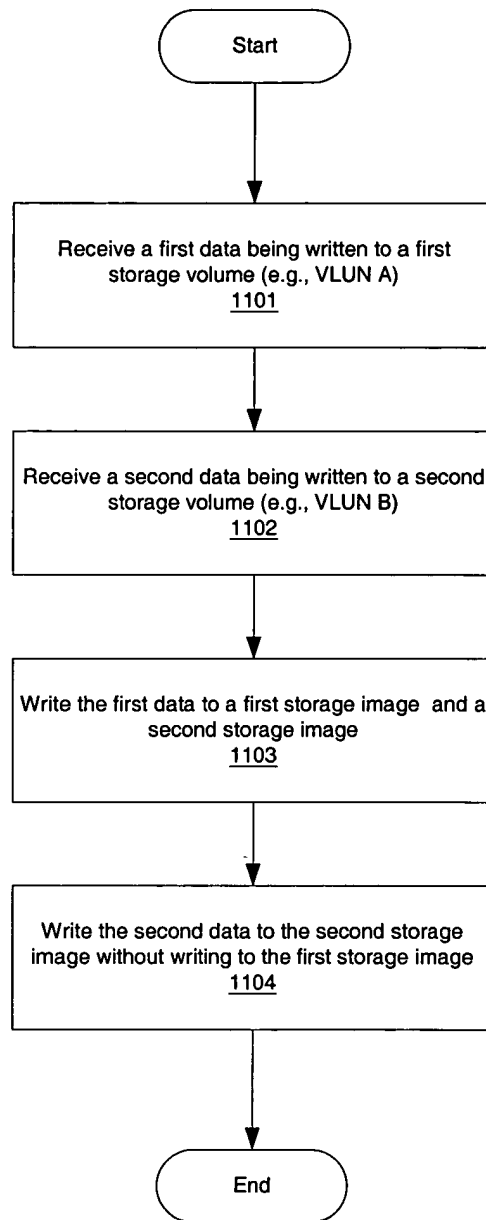 Start
Receive a first data being written to a first
storage volume (e.g., VLUN A)
1101
Receive a second data being written to a second
storage volume (e.g., VLUN B)
1102
Write the first data to a first storage image and a
second storage image
1103
Write the second data to the second storage
image without writing to the first storage image
1104
End